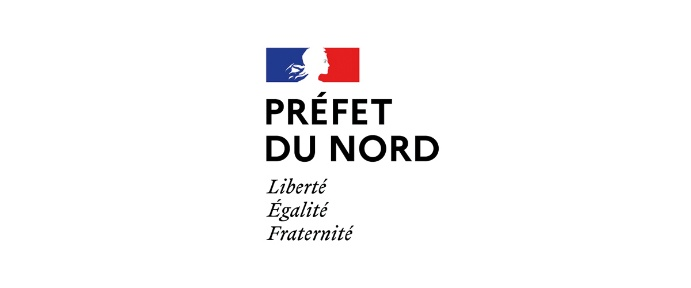 PRÉFET
DU NORD
Liberté
Égalité
Fraternité